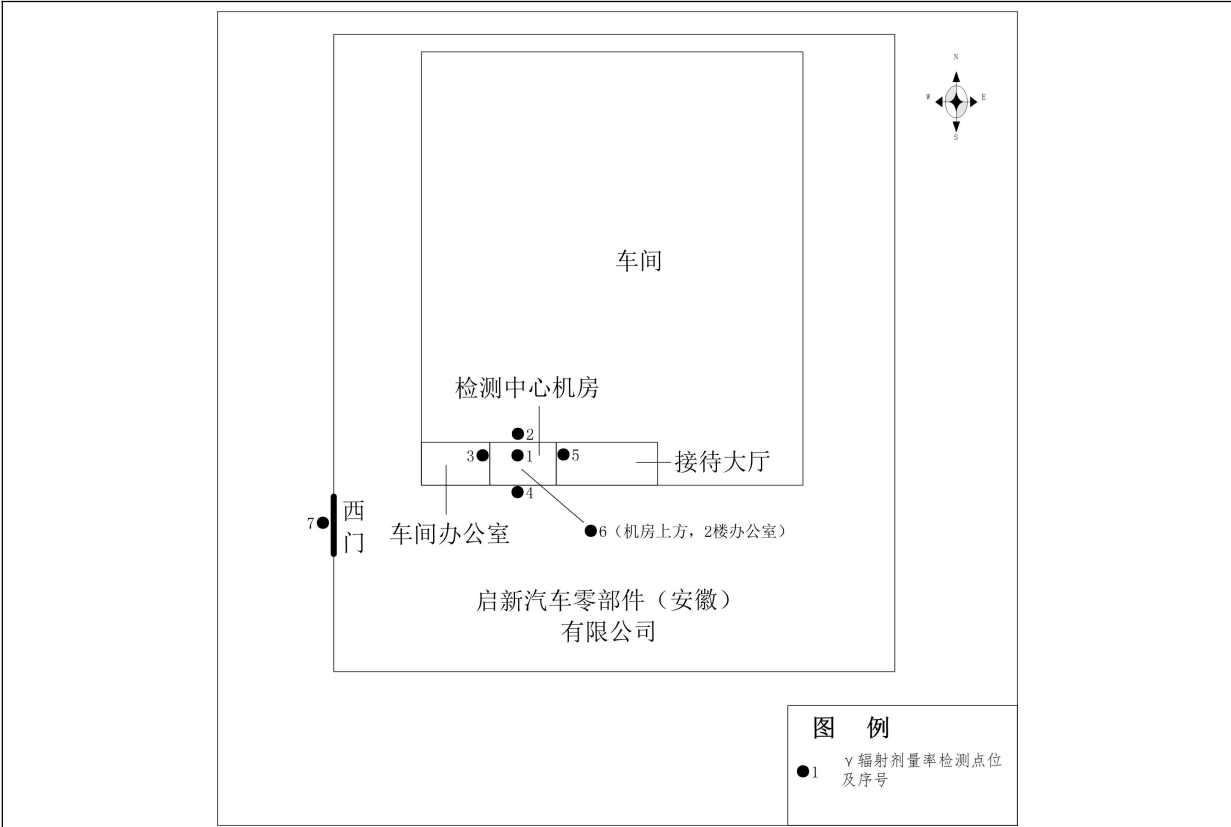 N
W
E
S
车间
检测中心机房
2
3
1
5
接待大厅
4
7
西门
车间办公室
6（机房上方，2楼办公室）
启新汽车零部件（安徽）
有限公司
图 例
1
γ辐射剂量率检测点位
及序号